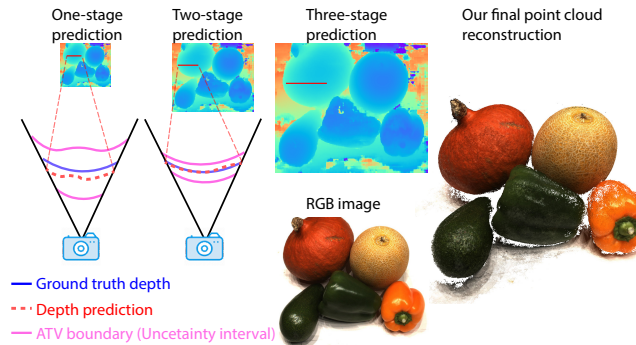 One-stage
prediction
Two-stage
prediction
Three-stage
prediction
Our final point cloud
reconstruction
RGB image
Ground truth depth
Depth prediction
ATV boundary (Uncetainty interval)